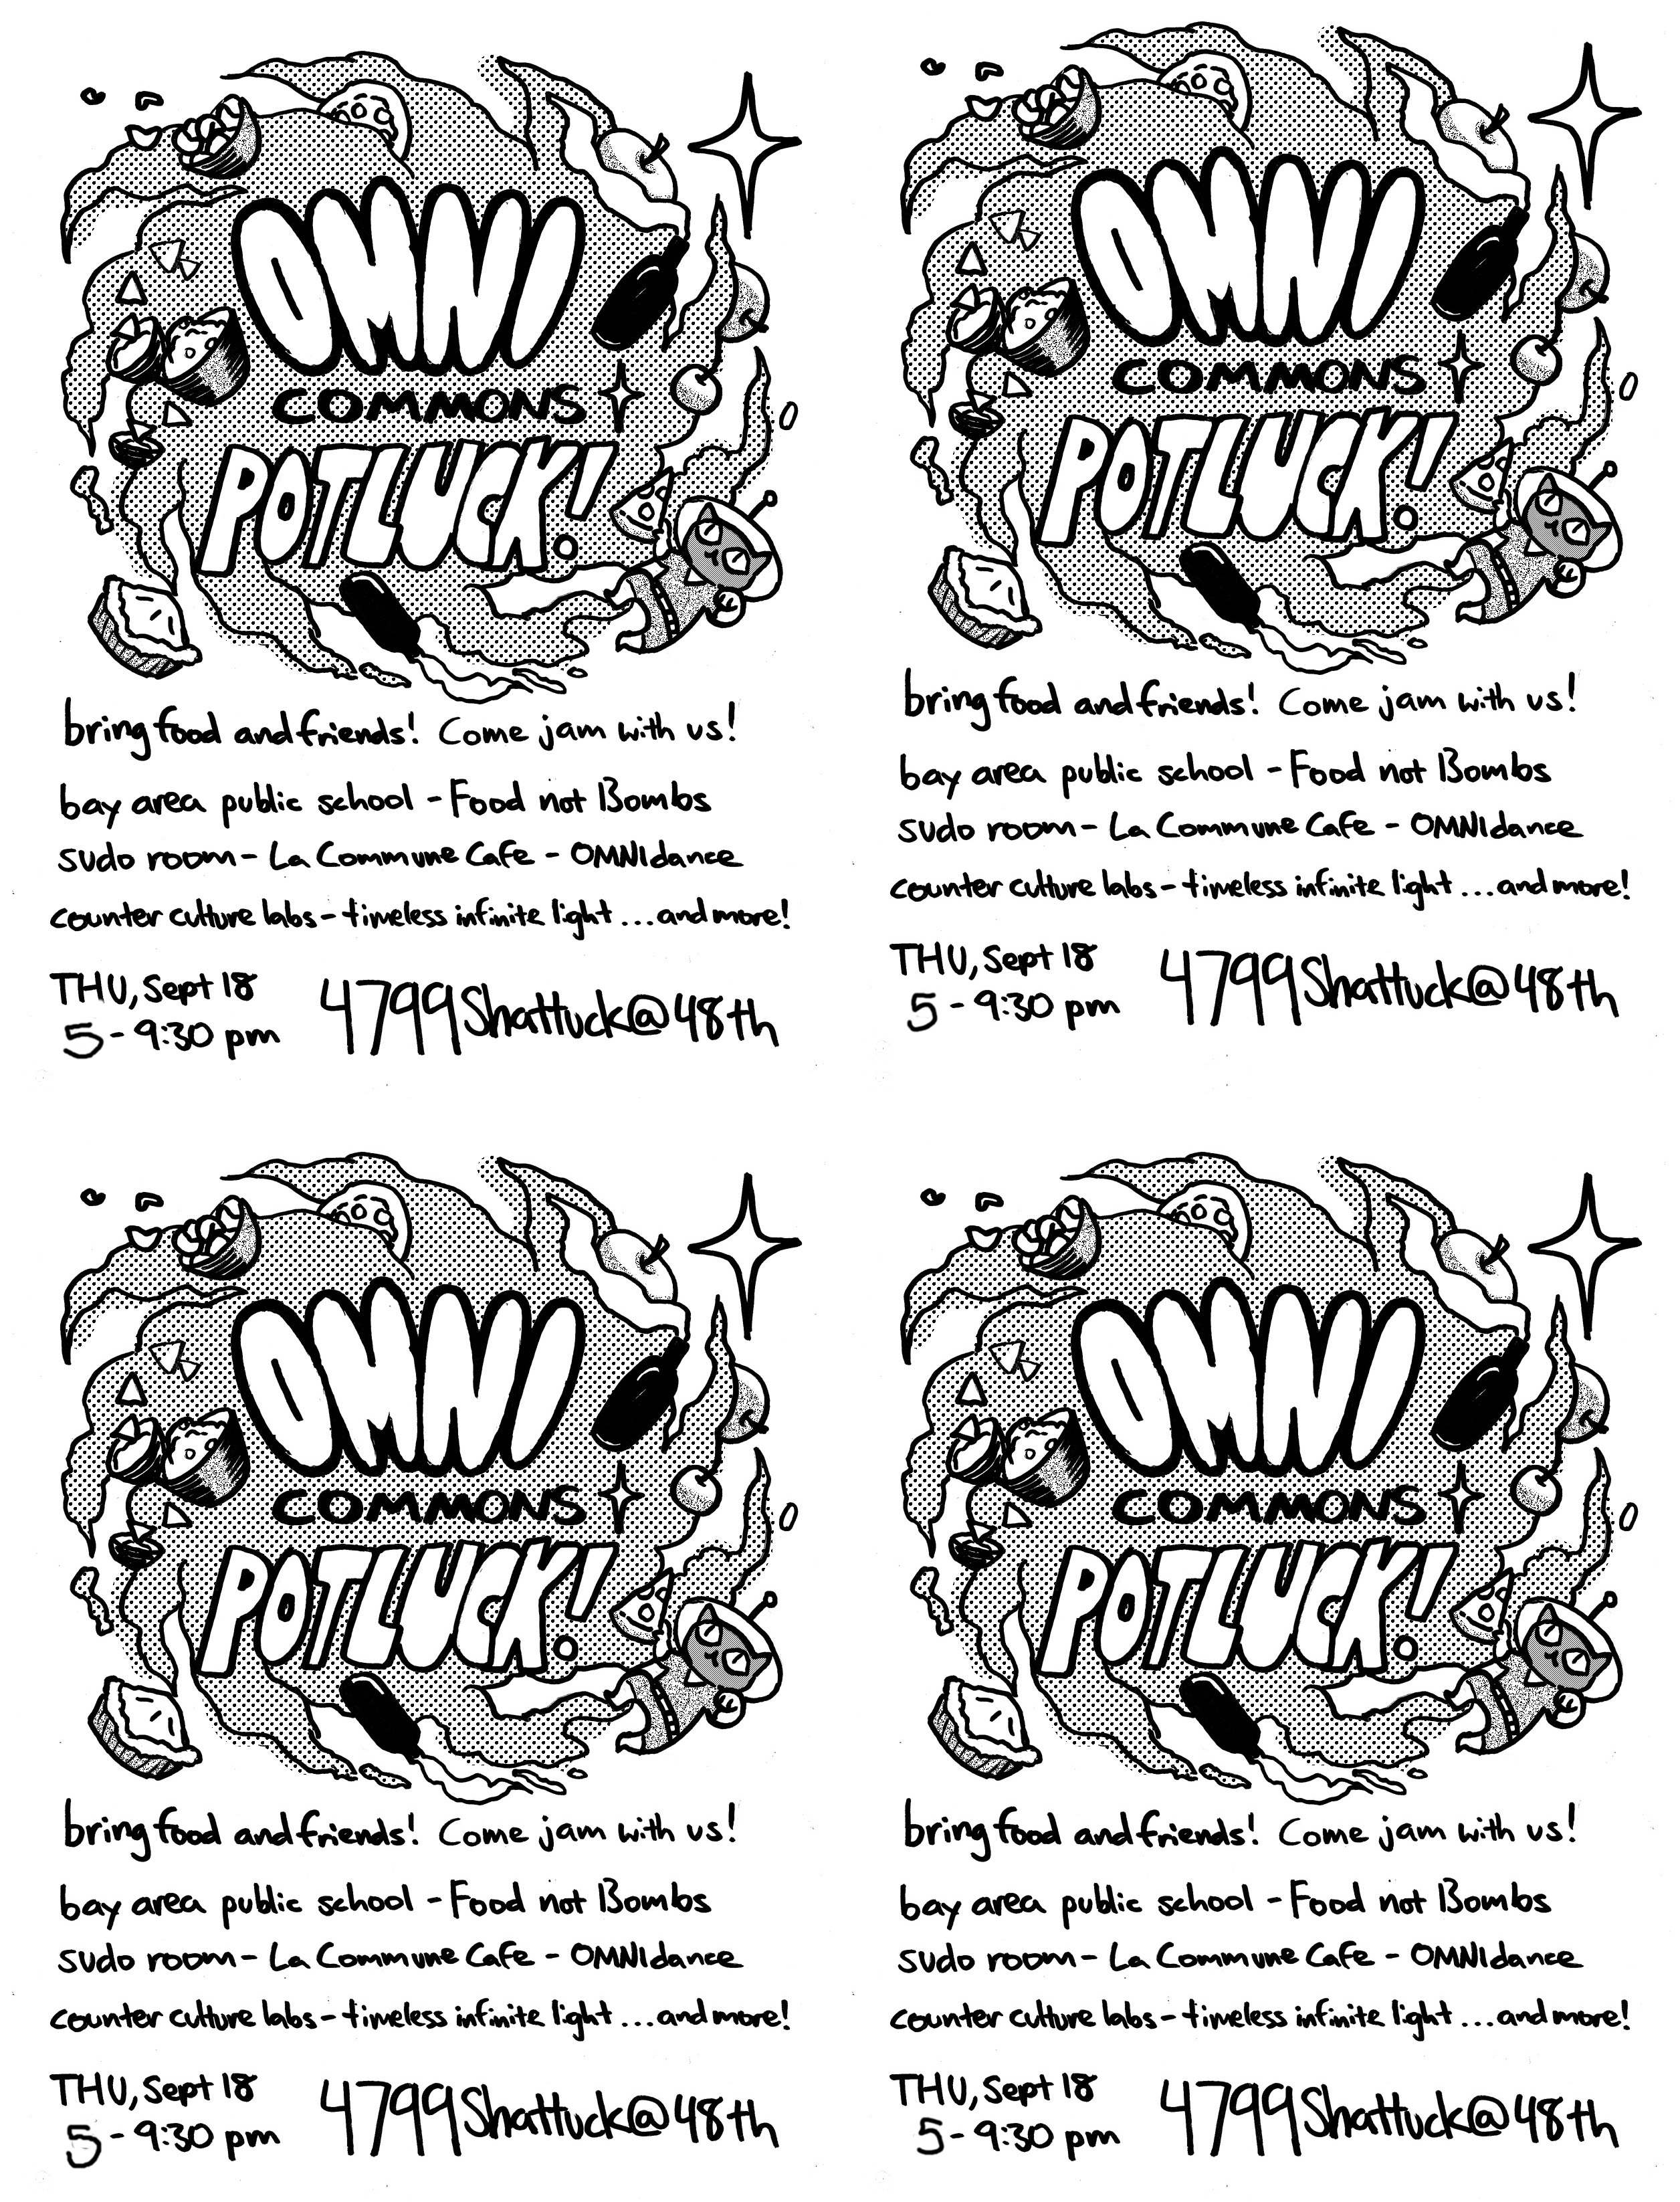 OMNI
COMMONS
POTLUCK!
bring food and friends! Come jam with us!
bay area public school - Food not Bombs
sudo room - La Commune Cafe - OMNIdance
counter culture labs - timeless infinite light ... and more!
THU, Sept 18
5 - 9:30 pm
4799 Shattuck @ 48th
OMNI
COMMONS
POTLUCK!
bring food and friends! Come jam with us!
bay area public school - Food not Bombs
sudo room - La Commune Cafe - OMNIdance
counter culture labs - timeless infinite light ... and more!
THU, Sept 18
5 - 9:30 pm
4799 Shattuck @ 48th
OMNI
COMMONS
POTLUCK!
bring food and friends! Come jam with us!
bay area public school - Food not Bombs
sudo room - La Commune Cafe - OMNIdance
counter culture labs - timeless infinite light ... and more!
THU, Sept 18
5 - 9:30 pm
4799 Shattuck @ 48th
OMNI
COMMONS
POTLUCK!
bring food and friends! Come jam with us!
bay area public school - Food not Bombs
sudo room - La Commune Cafe - OMNIdance
counter culture labs - timeless infinite light ... and more!
THU, Sept 18
5 - 9:30 pm
4799 Shattuck @ 48th